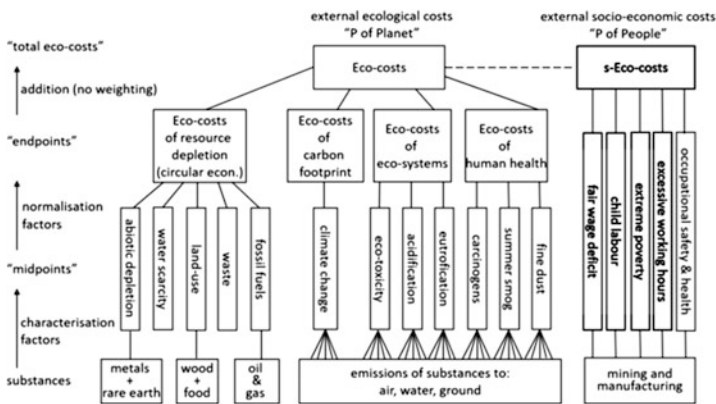 external ecological costs
"P of Planet"
external socio-economic costs
"P of People"
"total eco-costs"
Eco-costs
s-Eco-costs
addition (no weighting)
"endpoints"
Eco-costs
of resource
depletion
(circular econ.)
Eco-costs
of
carbon
footprint
Eco-costs
of
eco-systems
Eco-costs
of
human health
normalisation
factors
"midpoints"
abiotic depletion
water scarcity
land-use
waste
fossil fuels
climate change
eco-toxicity
acidification
eutrofication
carcinogens
summer smog
fine dust
fair wage deficit
child labour
extreme poverty
excessive working hours
occupational safety & health
characterisation
factors
substances
metals
+
rare earth
wood
+
food
oil
&
gas
emissions of substances to:
air, water, ground
mining and
manufacturing